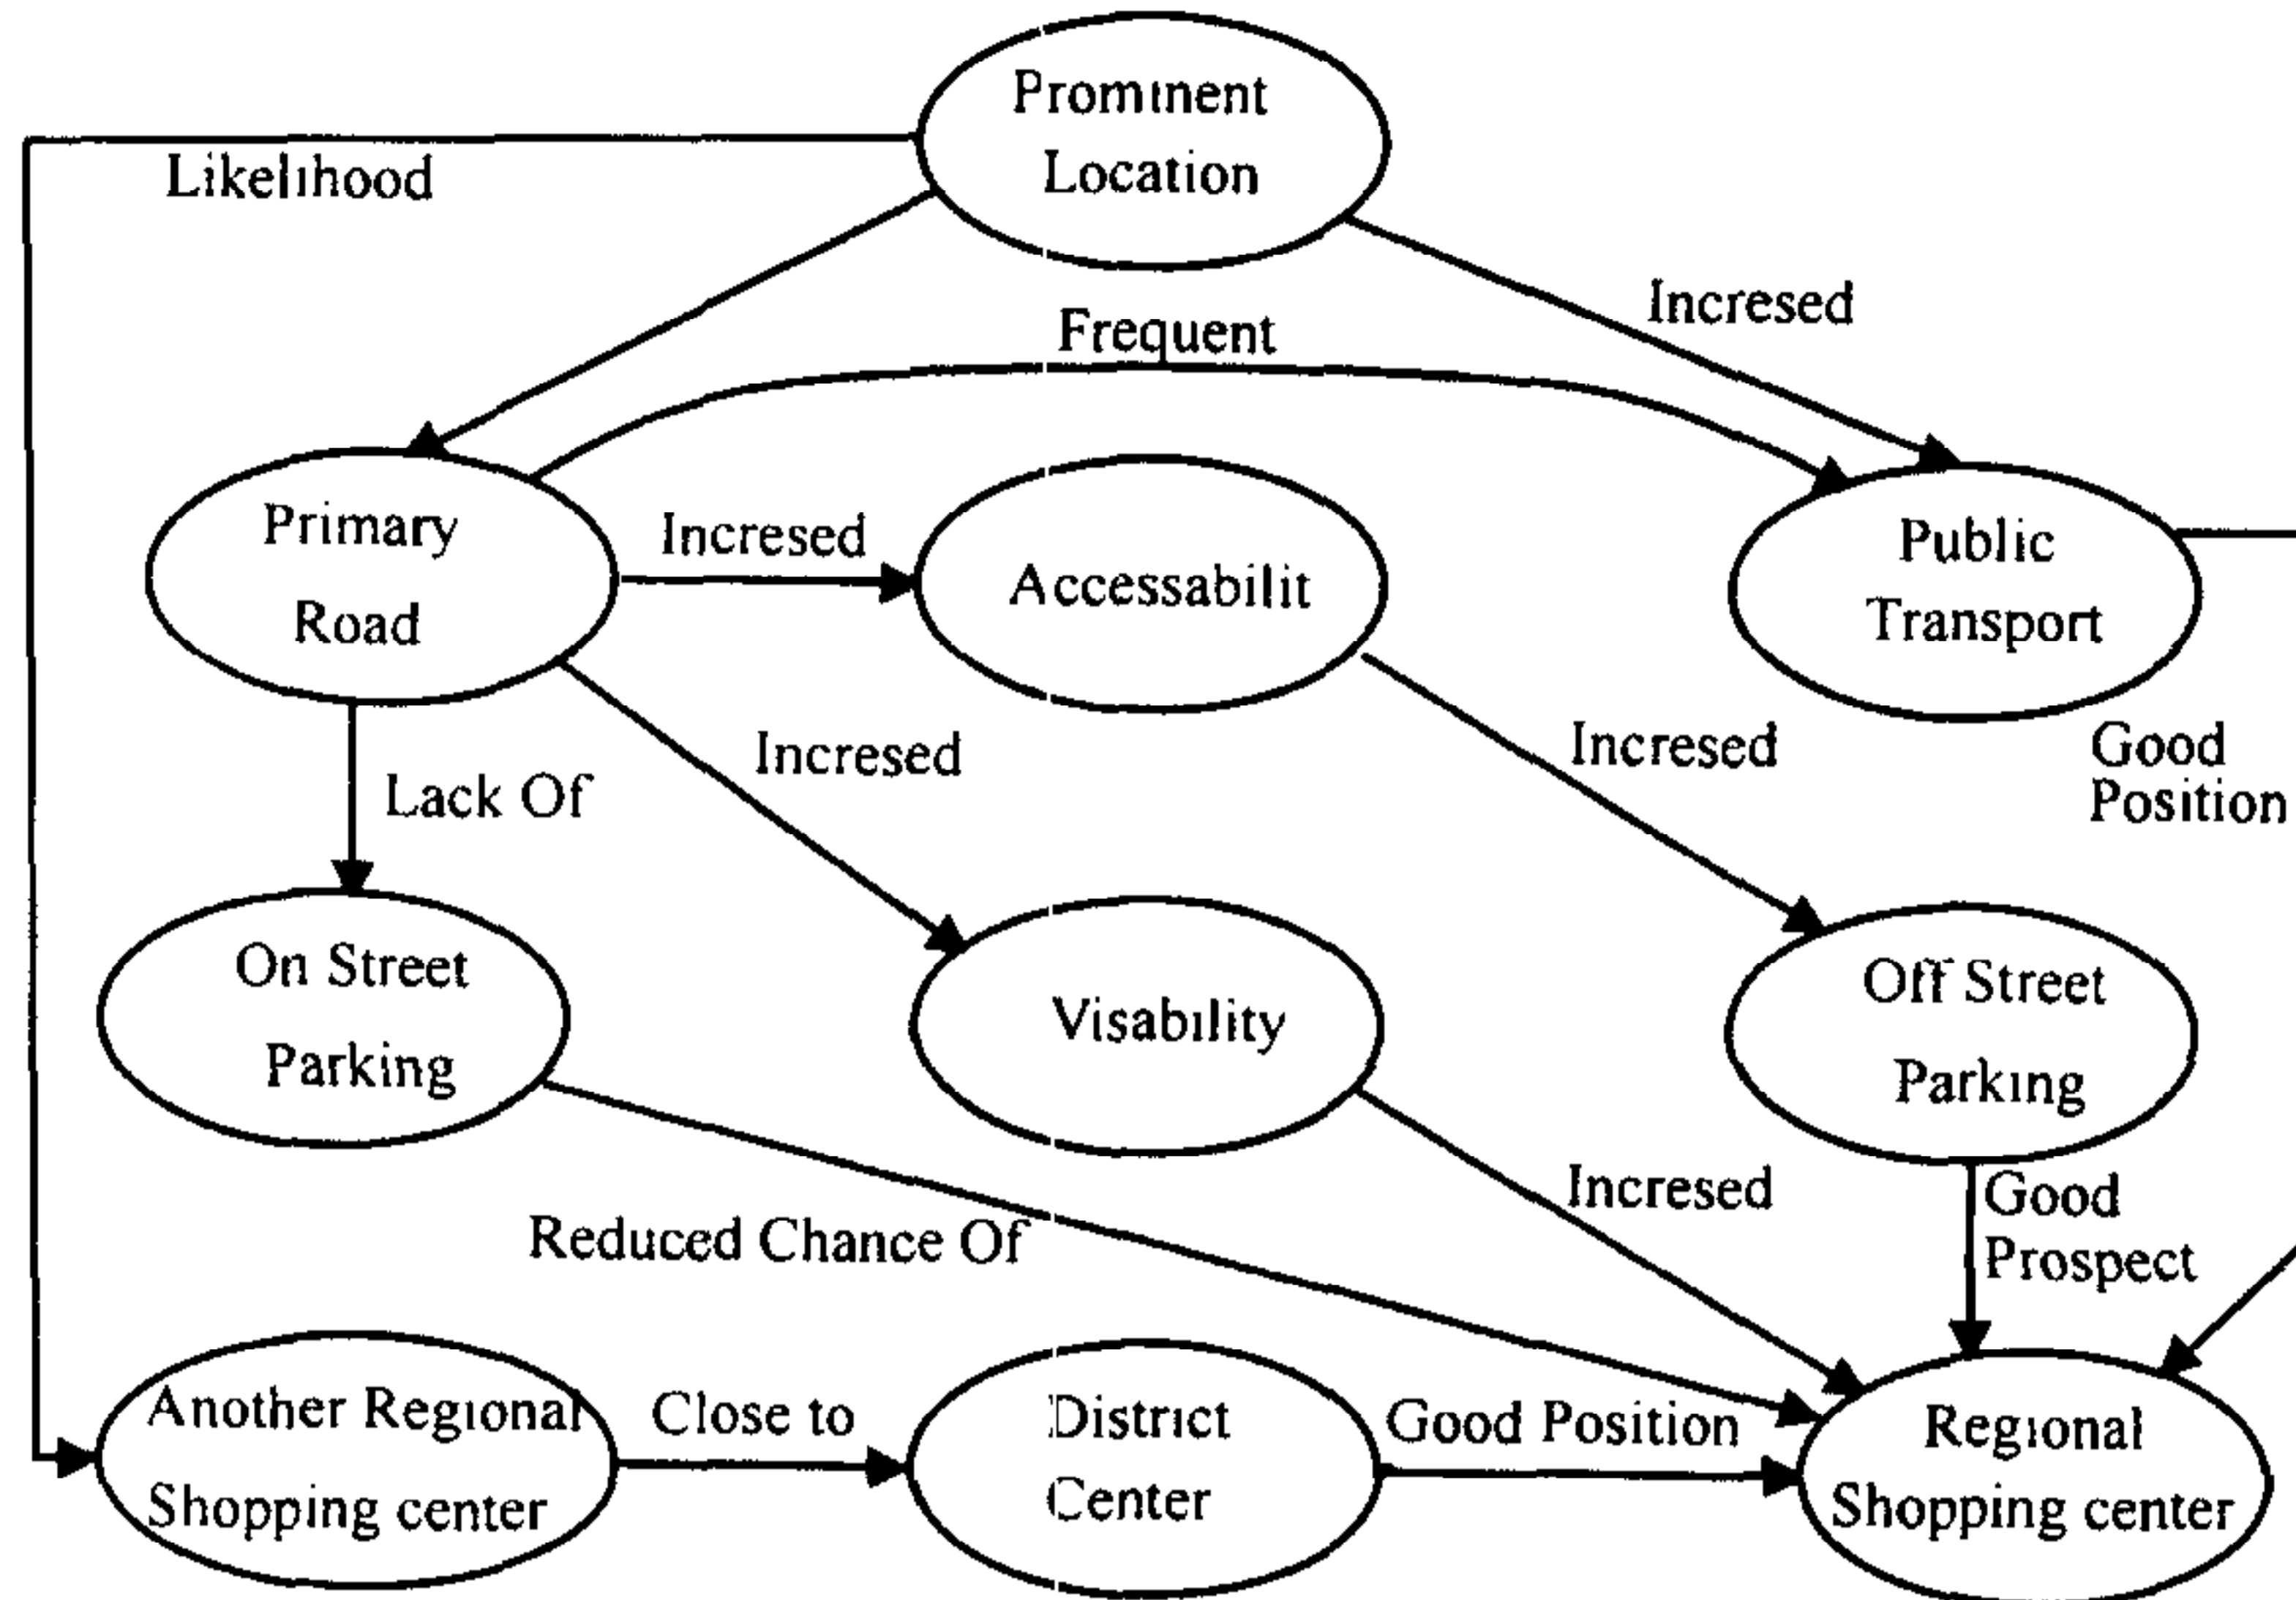 Prominent
Location
Likelihood
Incresed
Frequent
Primary
Road
Incresed
Accessabilit
Public
Transport
Lack Of
Incresed
Incresed
Good
Position
On Street
Parking
Visability
Off Street
Parking
Reduced Chance Of
Incresed
Good
Prospect
Another Regional
Shopping center
Close to
District
Center
Good Position
Regional
Shopping center